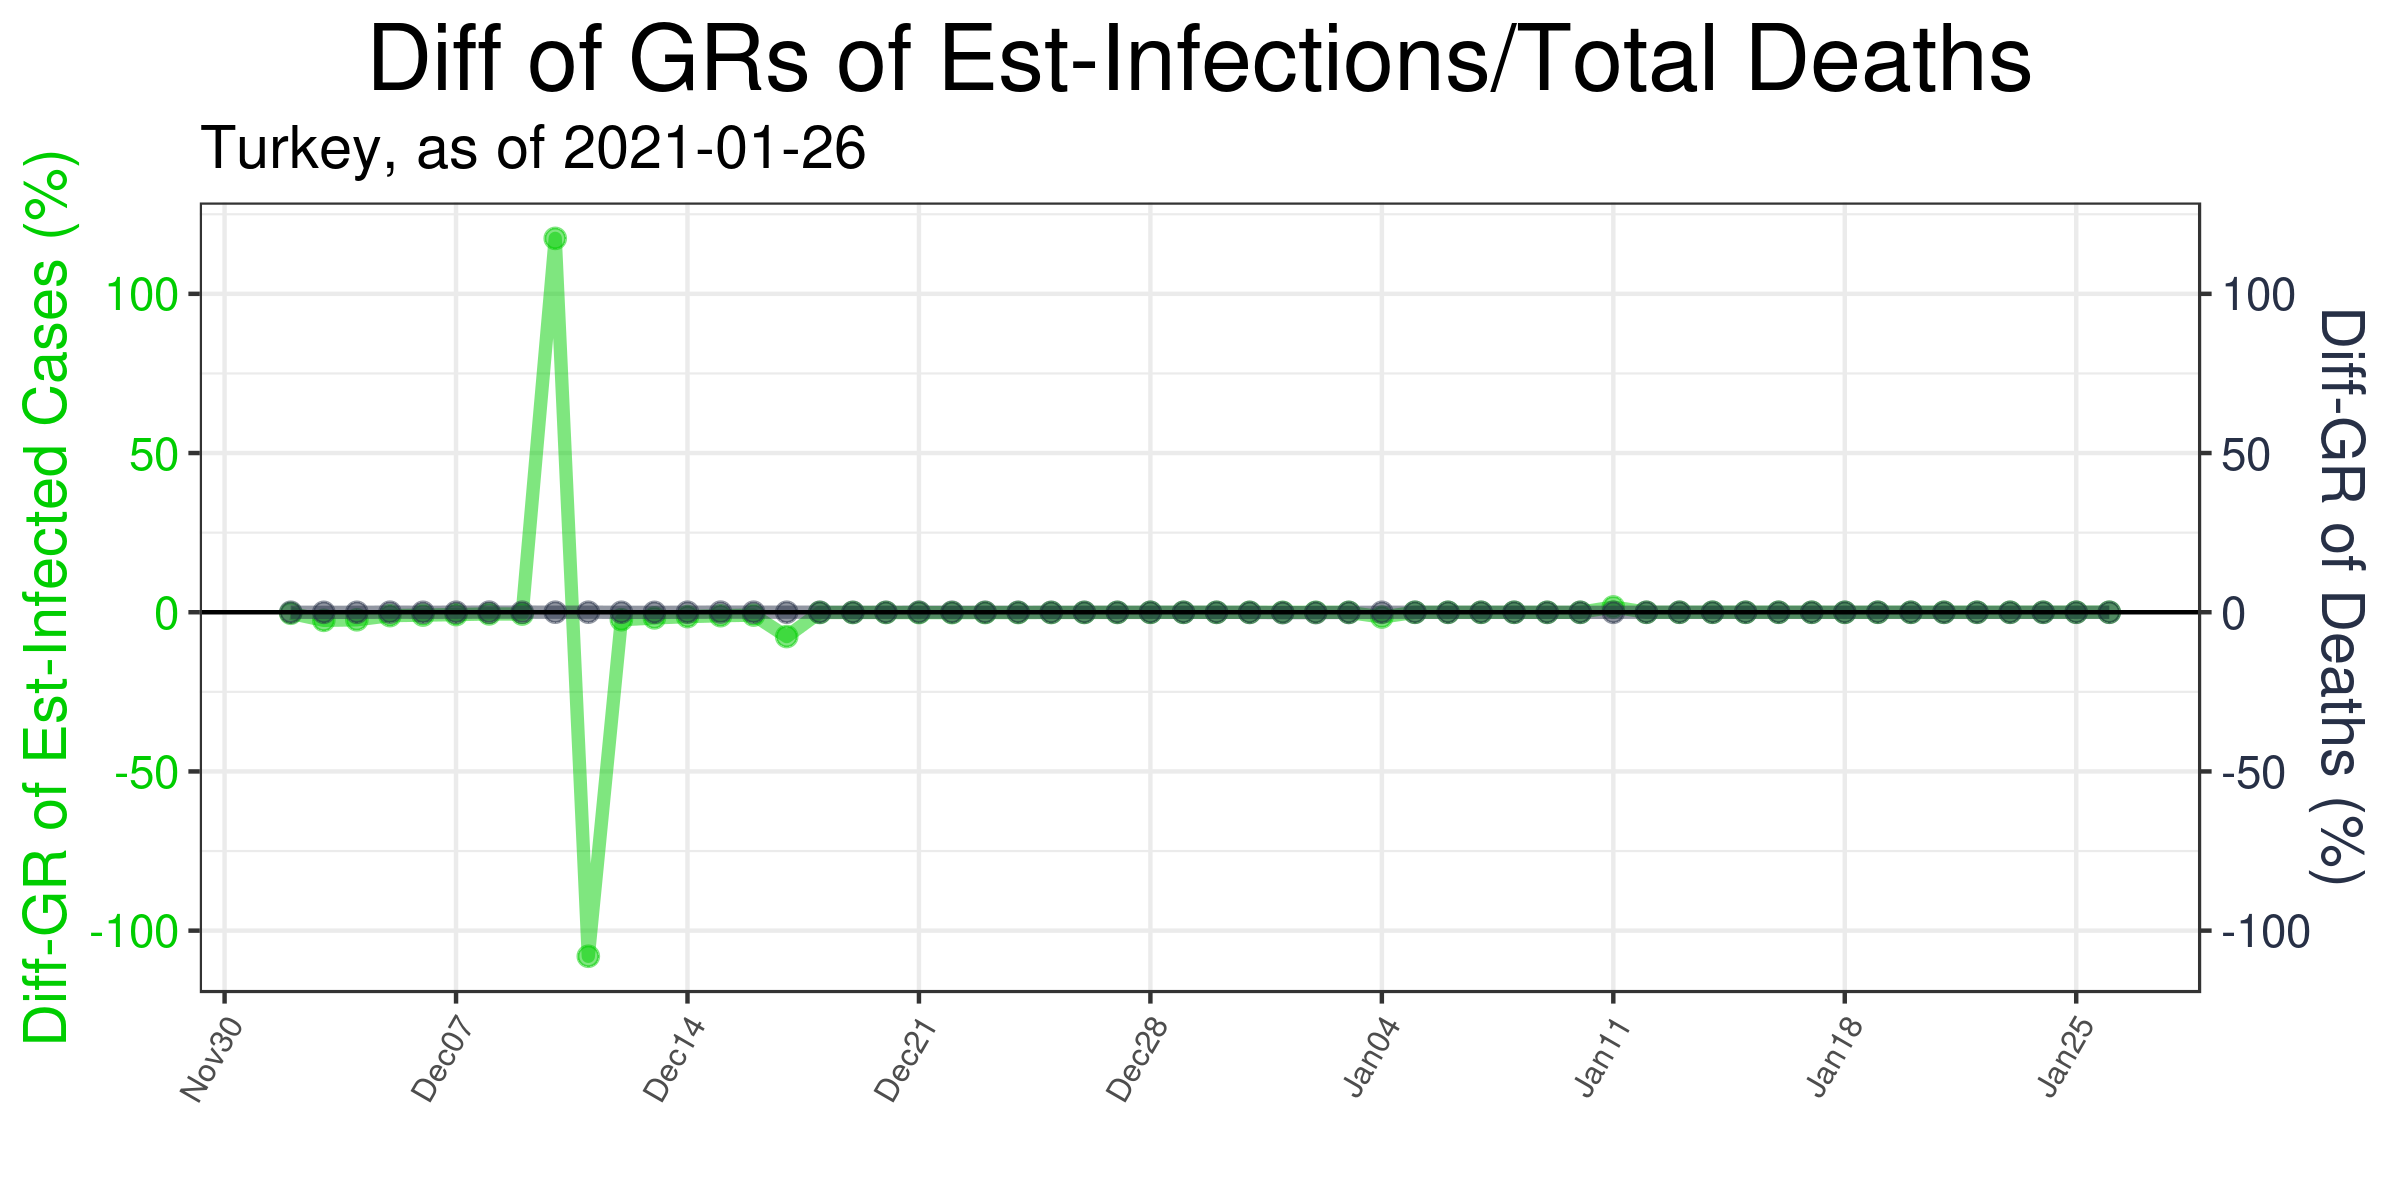 Diff of GRs of Est-Infections/Total Deaths
Turkey, as of 2021-01-26
Diff-GR of Est-Infected Cases (%)
100
50
0
-50
-100
100
50
0
-50
-100
Diff-GR of Deaths (%)
Nov30
Dec07
Dec14
Dec21
Dec28
Jan04
Jan11
Jan18
Jan25